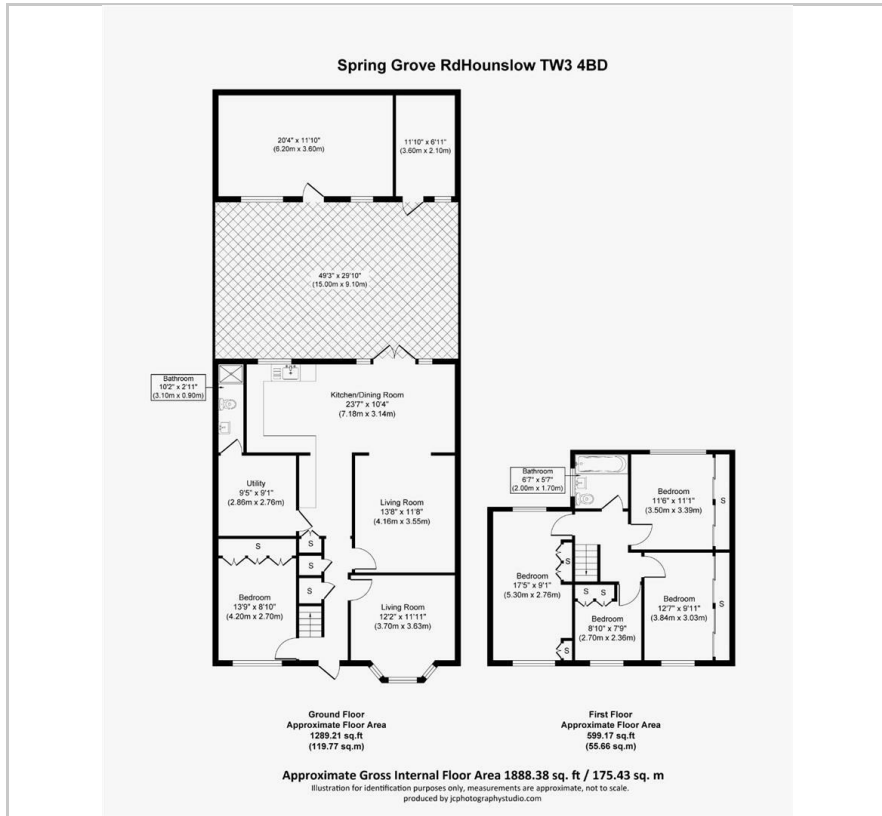 Spring Grove RdHounslow TW3 4BD
20'4" x 11'10"
(6.20m x 3.60m)
11'10" x 6'11"
(3.60m x 2.10m)
49'3" x 29'10"
(15.00m x 9.10m)
Bathroom
10'2" x 2'11"
(3.10m x 0.90m)
Kitchen/Dining Room
23'7" x 10'4"
(7.18m x 3.14m)
Utility
9'5" x 9'1"
(2.86m x 2.76m)
Living Room
13'8" x 11'8"
(4.16m x 3.55m)
S
S
S
S
Bedroom
13'9" x 8'10"
(4.20m x 2.70m)
Living Room
12'2" x 11'11"
(3.70m x 3.63m)
Bathroom
6'7" x 5'7"
(2.00m x 1.70m)
Bedroom
11'6" x 11'1"
(3.50m x 3.39m)
S
S
Bedroom
17'5" x 9'1"
(5.30m x 2.76m)
S
S
Bedroom
8'10" x 7'9"
(2.70m x 2.36m)
Bedroom
12'7" x 9'11"
(3.84m x 3.03m)
S
S
Ground Floor
Approximate Floor Area
1289.21 sq.ft
(119.77 sq.m)
First Floor
Approximate Floor Area
599.17 sq.ft
(55.66 sq.m)
Approximate Gross Internal Floor Area 1888.38 sq. ft / 175.43 sq. m
Illustration for identification purposes only, measurements are approximate, not to scale.
produced by jcphotographystudio.com